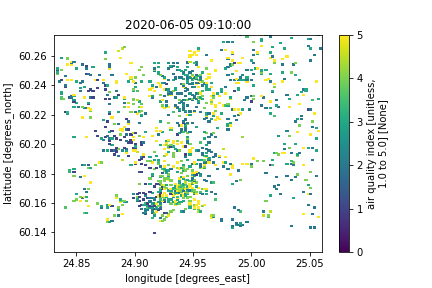 2020-06-05 09:10:00
60.26
60.24
60.22
60.20
60.18
60.16
60.14
latitude [degrees_north]
24.85 24.90 24.95 25.00 25.05
longitude [degrees_east]
5
4
3
2
1
0
air quality index [unitless,
1.0 to 5.0] [None]